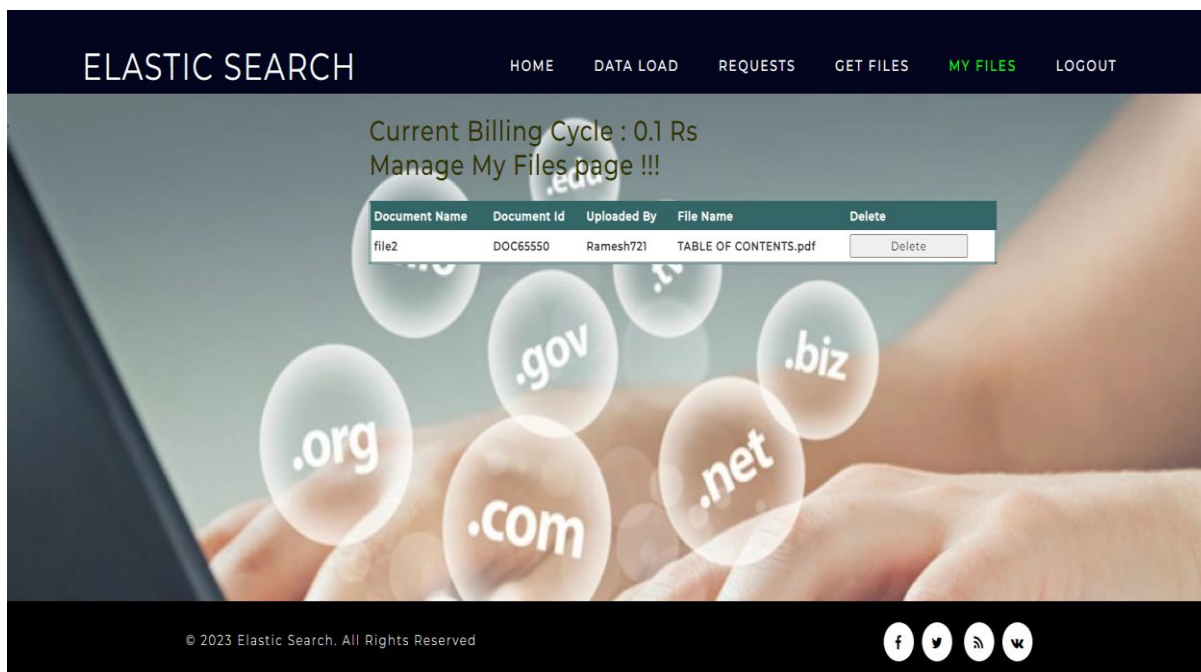 ELASTIC SEARCH
HOME DATA LOAD REQUESTS GET FILES MY FILES LOGOUT
Current Billing Cycle : 0.1 Rs
Manage My Files page !!!
.edu
Document Name Document Id Uploaded By File Name Delete
file2 DOC65550 Ramesh721 TABLE OF CONTENTS.pdf Delete
.gov
.biz
.org
.net
.com
© 2023 Elastic Search. All Rights Reserved